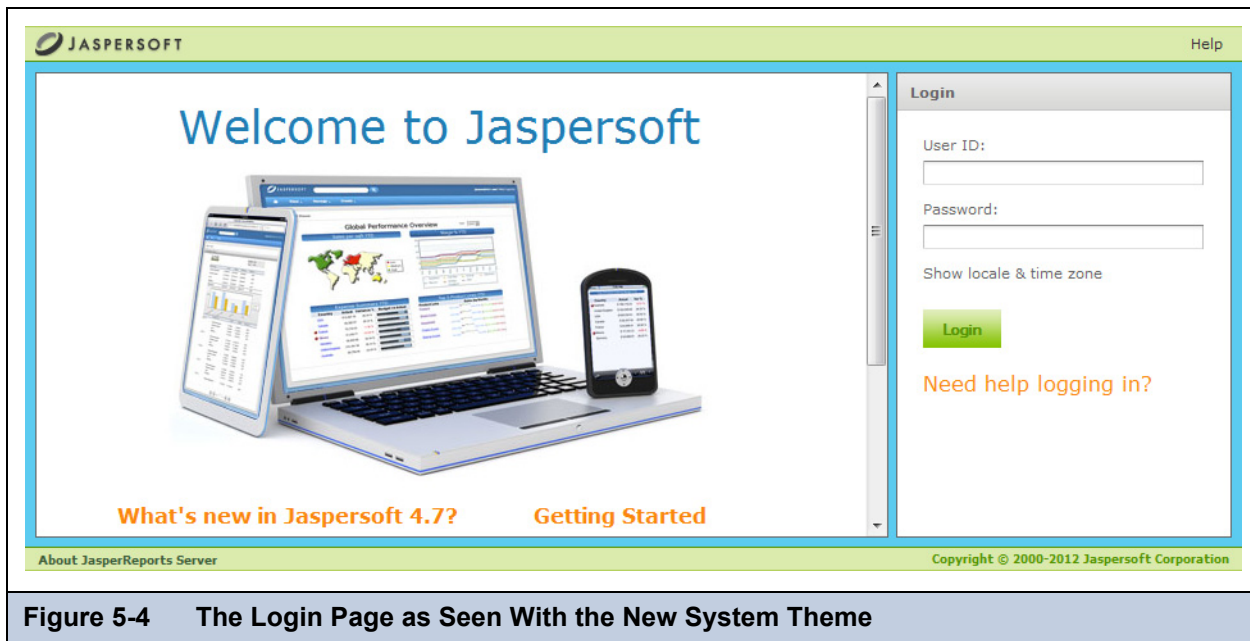 JASPERSOFT
Help
Welcome to Jaspersoft
Global Performance Overview
What's new in Jaspersoft 4.7?
Getting Started
Login
User ID:
Password:
Show locale & time zone
Login
Need help logging in?
About JasperReports Server
Copyright © 2000-2012 Jaspersoft Corporation
Figure 5-4 The Login Page as Seen With the New System Theme